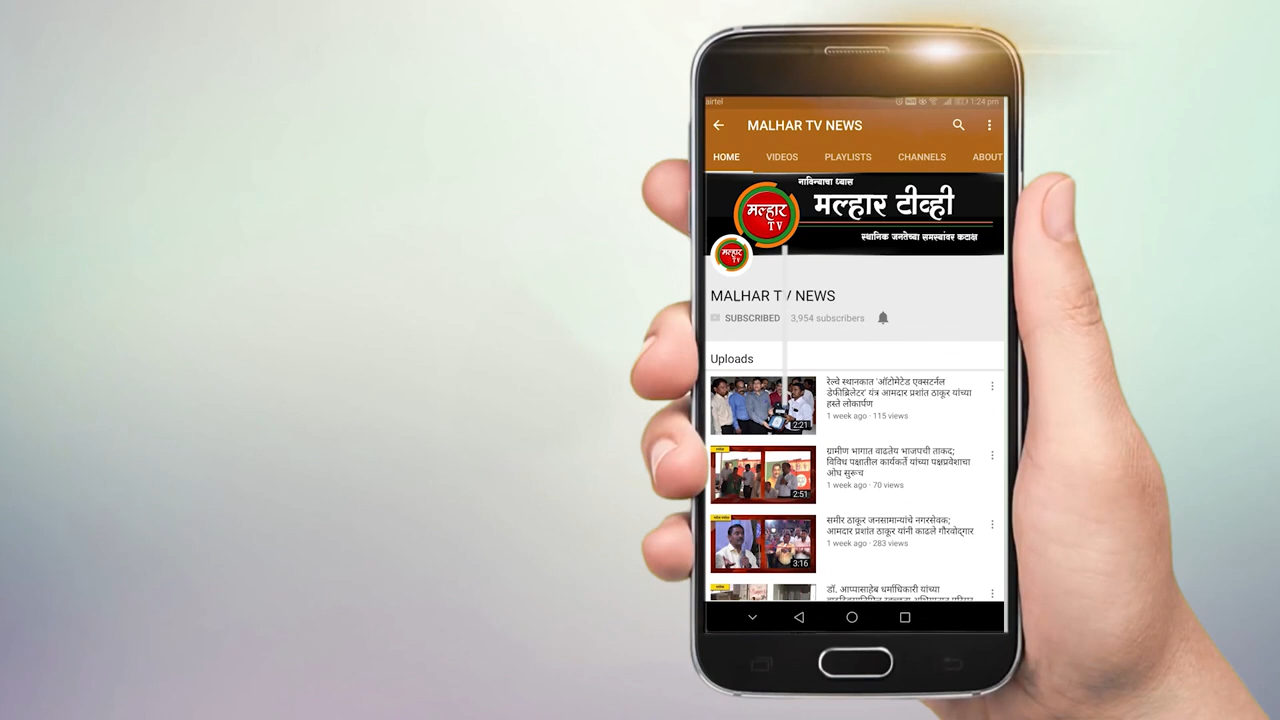 airtel
1:24 pm
MALHAR TV NEWS
HOME VIDEOS PLAYLISTS CHANNELS ABOUT
नाविन्याचा ध्यास
मल्हार टीव्ही
मल्हार
TV
स्थानिक जनतेच्या समस्यांवर कटाक्ष
मल्हार
TV
MALHAR TV NEWS
SUBSCRIBED 3,954 subscribers
Uploads
रेल्वे स्थानकात 'ऑटोमेटेड एक्सटर्नल
डेफीब्रिलेटर' यंत्र आमदार प्रशांत ठाकूर यांच्या
हस्ते लोकार्पण
1 week ago · 115 views
2:21
ग्रामीण भागात वाढतेय भाजपची ताकद;
विविध पक्षातील कार्यकर्ते यांच्या पक्षप्रवेशाचा
ओघ सुरूच
1 week ago · 70 views
2:51
समीर ठाकूर जनसामान्यांचे नगरसेवक;
आमदार प्रशांत ठाकूर यांनी काढले गौरवोद्गार
1 week ago · 283 views
3:16
डॉ. आप्पासाहेब धर्माधिकारी यांच्या